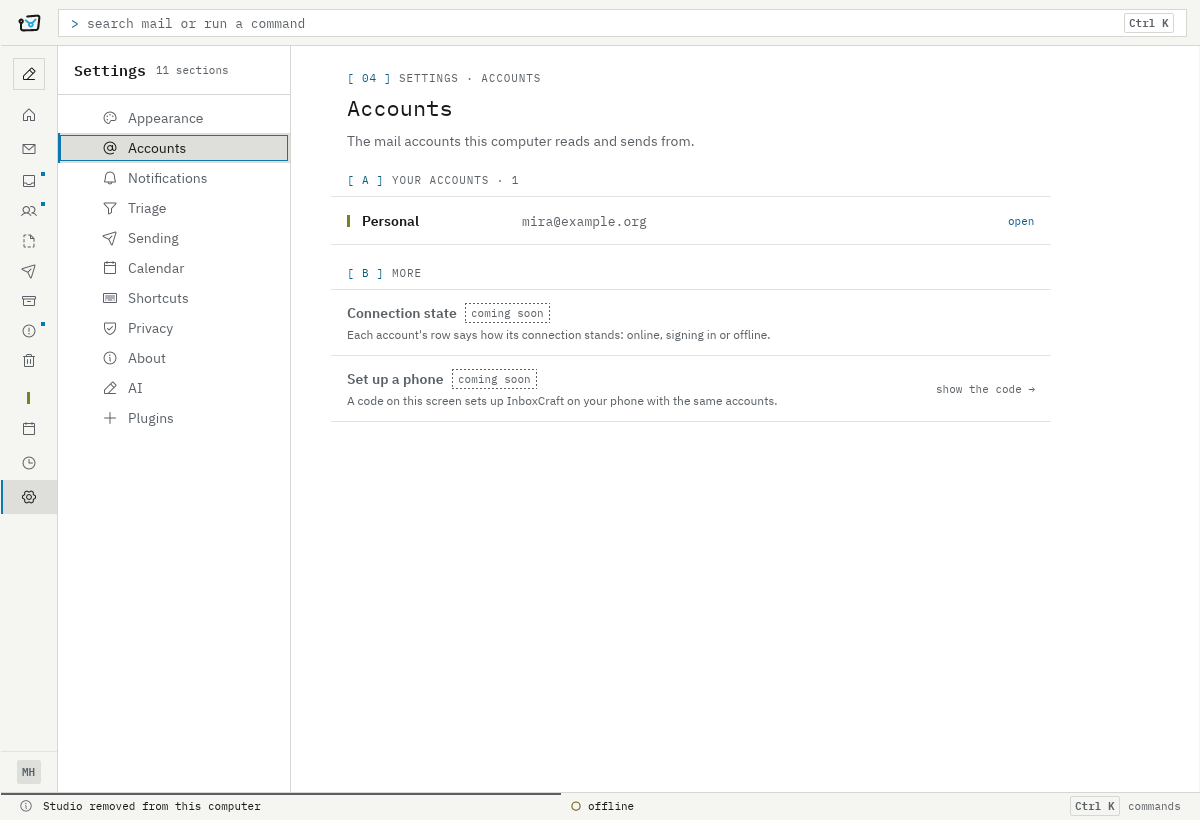 > search mail or run a command Ctrl K
Settings 11 sections
Appearance
Accounts
Notifications
Triage
Sending
Calendar
Shortcuts
Privacy
About
AI
Plugins
[ 04 ] SETTINGS · ACCOUNTS
Accounts
The mail accounts this computer reads and sends from.
[ A ] YOUR ACCOUNTS · 1
Personal mira@example.org open
[ B ] MORE
Connection state coming soon
Each account's row says how its connection stands: online, signing in or offline.
Set up a phone coming soon
A code on this screen sets up InboxCraft on your phone with the same accounts.
show the code →
MH
Studio removed from this computer
offline
Ctrl K commands